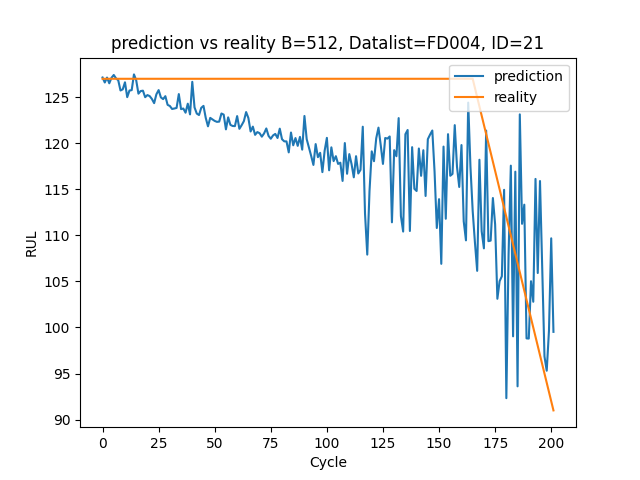 prediction vs reality B=512, Datalist=FD004, ID=21
prediction
reality
125
120
115
110
105
100
95
90
RUL
0 25 50 75 100 125 150 175 200
Cycle